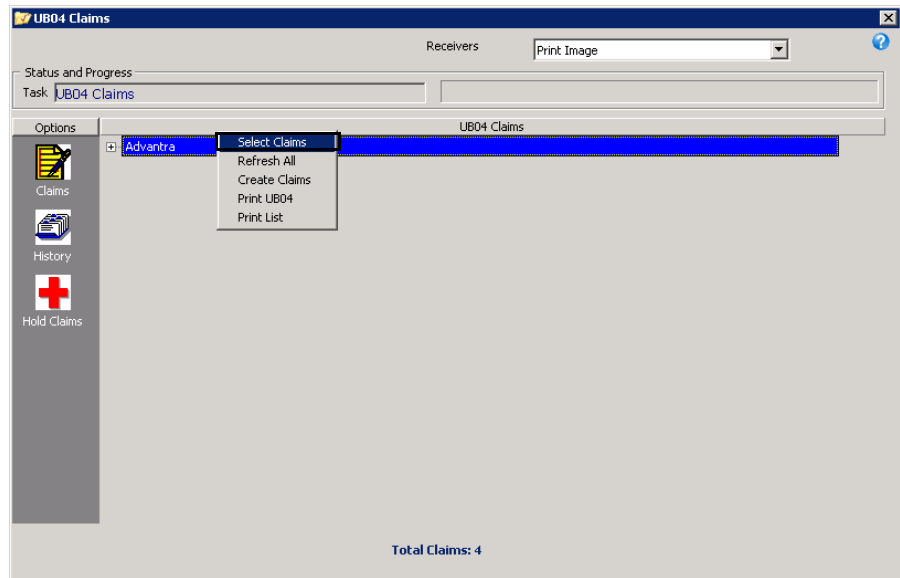 UB04 Claims
Receivers Print Image
Status and Progress
Task UB04 Claims
Options UB04 Claims
Advantra Select Claims
Refresh All
Create Claims
Print UB04
Print List
Claims
History
Hold Claims
Total Claims: 4